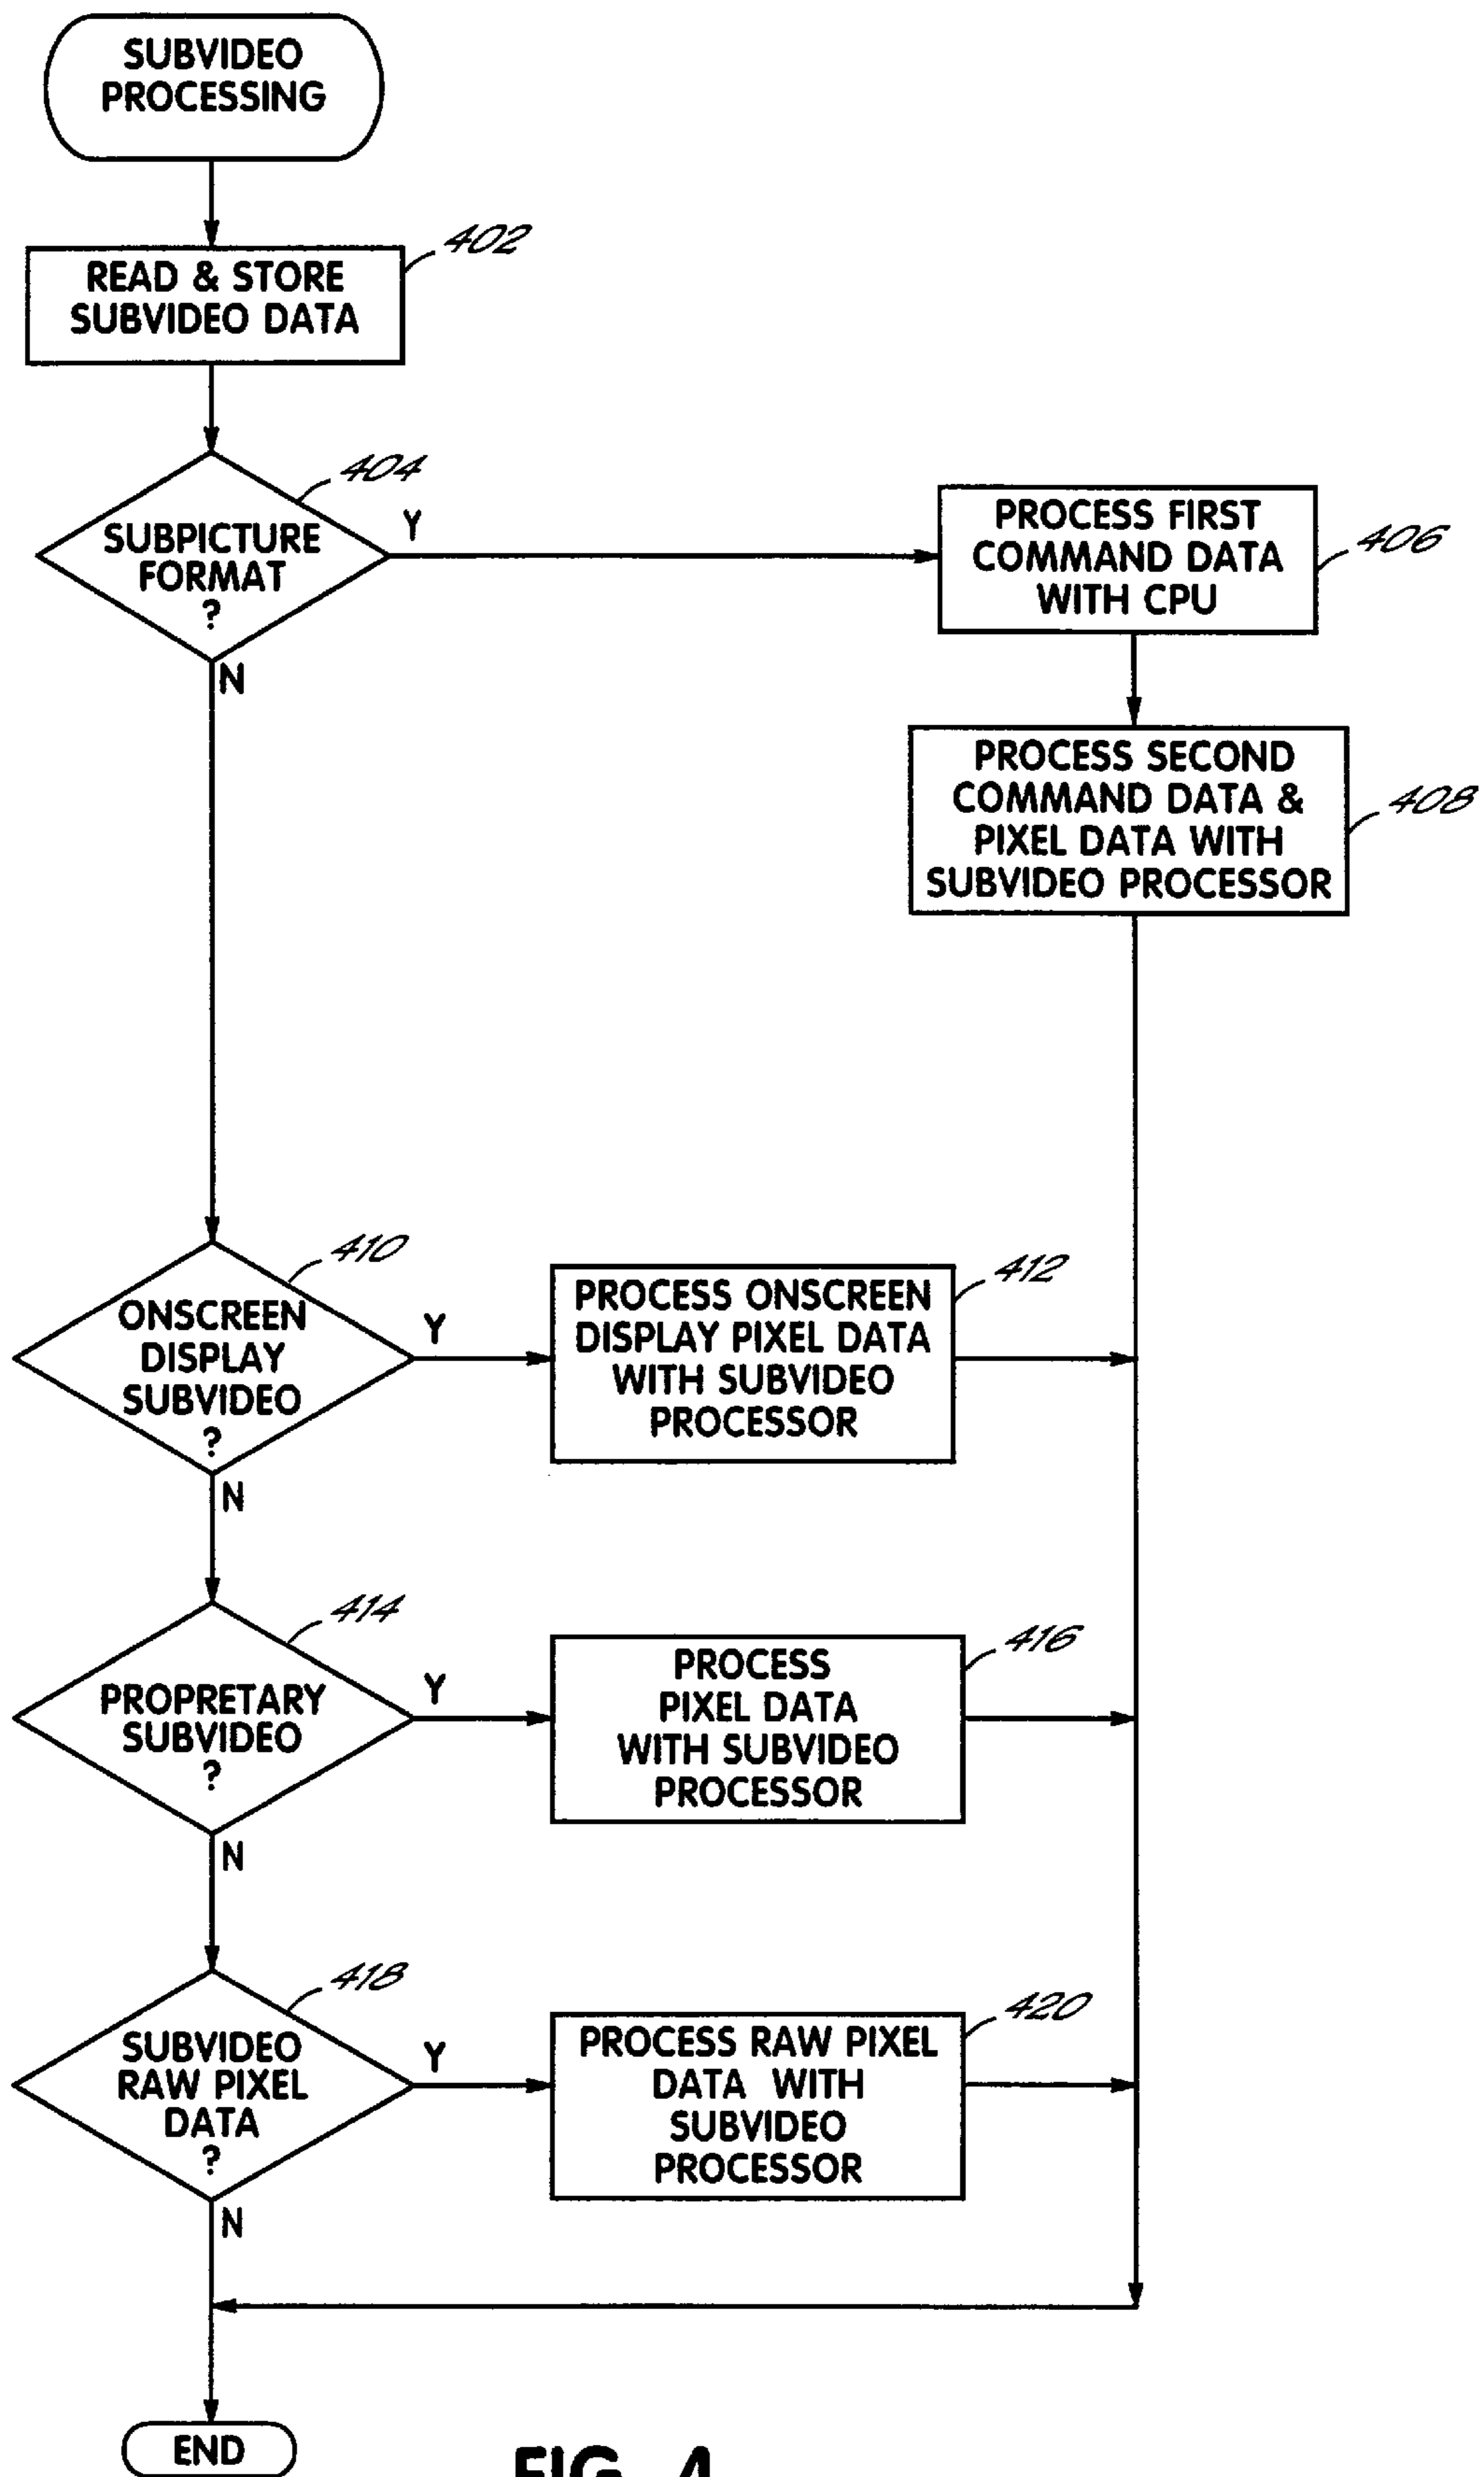 SUBVIDEO
PROCESSING
402
READ & STORE
SUBVIDEO DATA
404
SUBPICTURE
FORMAT
?
Y
N
PROCESS FIRST
COMMAND DATA
WITH CPU
406
PROCESS SECOND
COMMAND DATA &
PIXEL DATA WITH
SUBVIDEO PROCESSOR
408
410
ONSCREEN
DISPLAY
SUBVIDEO
?
Y
N
412
PROCESS ONSCREEN
DISPLAY PIXEL DATA
WITH SUBVIDEO
PROCESSOR
414
PROPRETARY
SUBVIDEO
?
Y
N
416
PROCESS
PIXEL DATA
WITH SUBVIDEO
PROCESSOR
418
SUBVIDEO
RAW PIXEL
DATA
?
Y
N
420
PROCESS RAW PIXEL
DATA WITH
SUBVIDEO
PROCESSOR
END
FIG. 4